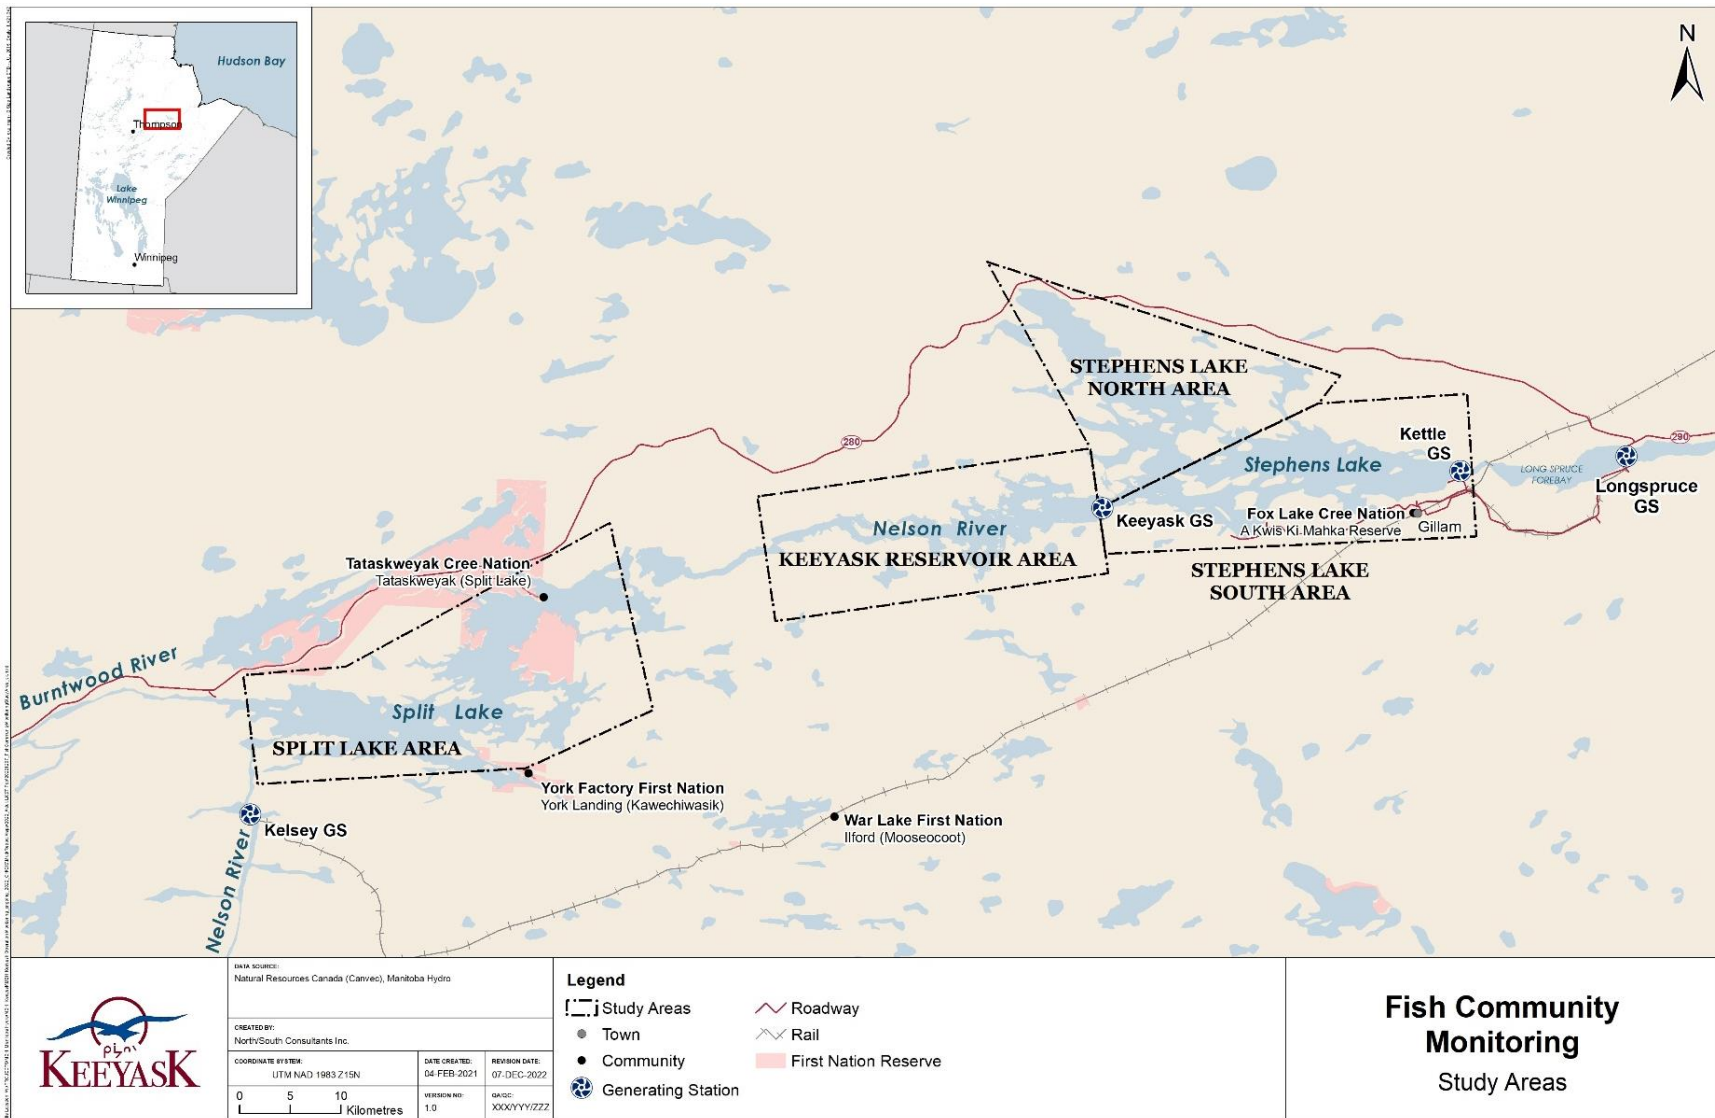 Hudson Bay
Thompson
Lake
Winnipeg
Winnipeg
N
STEPHENS LAKE
NORTH AREA
280
Kettle
GS
290
Stephens Lake
LONG SPRUCE
FOREBAY
Longspruce
GS
Nelson River
Keeyask GS
Fox Lake Cree Nation
A Kwis Ki Mahka Reserve
Gillam
KEEYASK RESERVOIR AREA
STEPHENS LAKE
SOUTH AREA
Tataskweyak Cree Nation
Tataskweyak (Split Lake)
Burntwood River
Split Lake
SPLIT LAKE AREA
York Factory First Nation
York Landing (Kawechiwasik)
Kelsey GS
War Lake First Nation
Ilford (Mooseocoot)
Nelson River
KEEYASK
DATA SOURCE:
Natural Resources Canada (Canvec), Manitoba Hydro
CREATED BY:
North/South Consultants Inc.
COORDINATE SYSTEM:
UTM NAD 1983 Z15N
DATE CREATED:
04-FEB-2021
REVISION DATE:
07-DEC-2022
0 5 10
Kilometres
VERSION NO:
1.0
QA/QC:
XXX/YYY/ZZZ
Legend
Study Areas
Town
Community
Generating Station
Roadway
Rail
First Nation Reserve
Fish Community
Monitoring
Study Areas